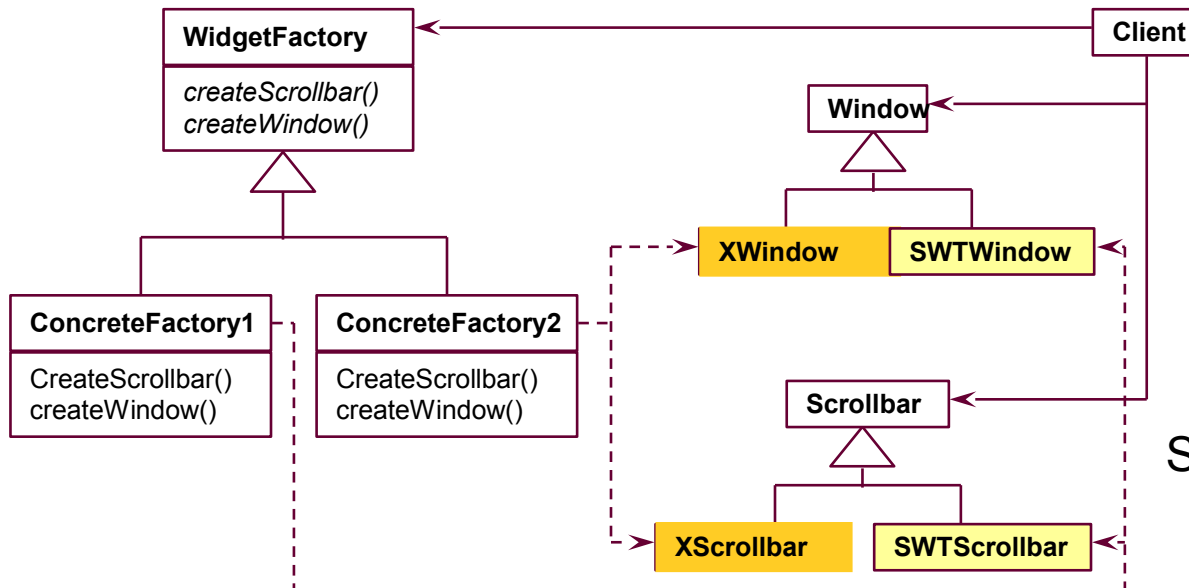 WidgetFactory
createScrollbar()
createWindow()
Client
Window
XWindow
SWTWindow
ConcreteFactory1
CreateScrollbar()
createWindow()
ConcreteFactory2
CreateScrollbar()
createWindow()
Scrollbar
XScrollbar
SWTScrollbar
S